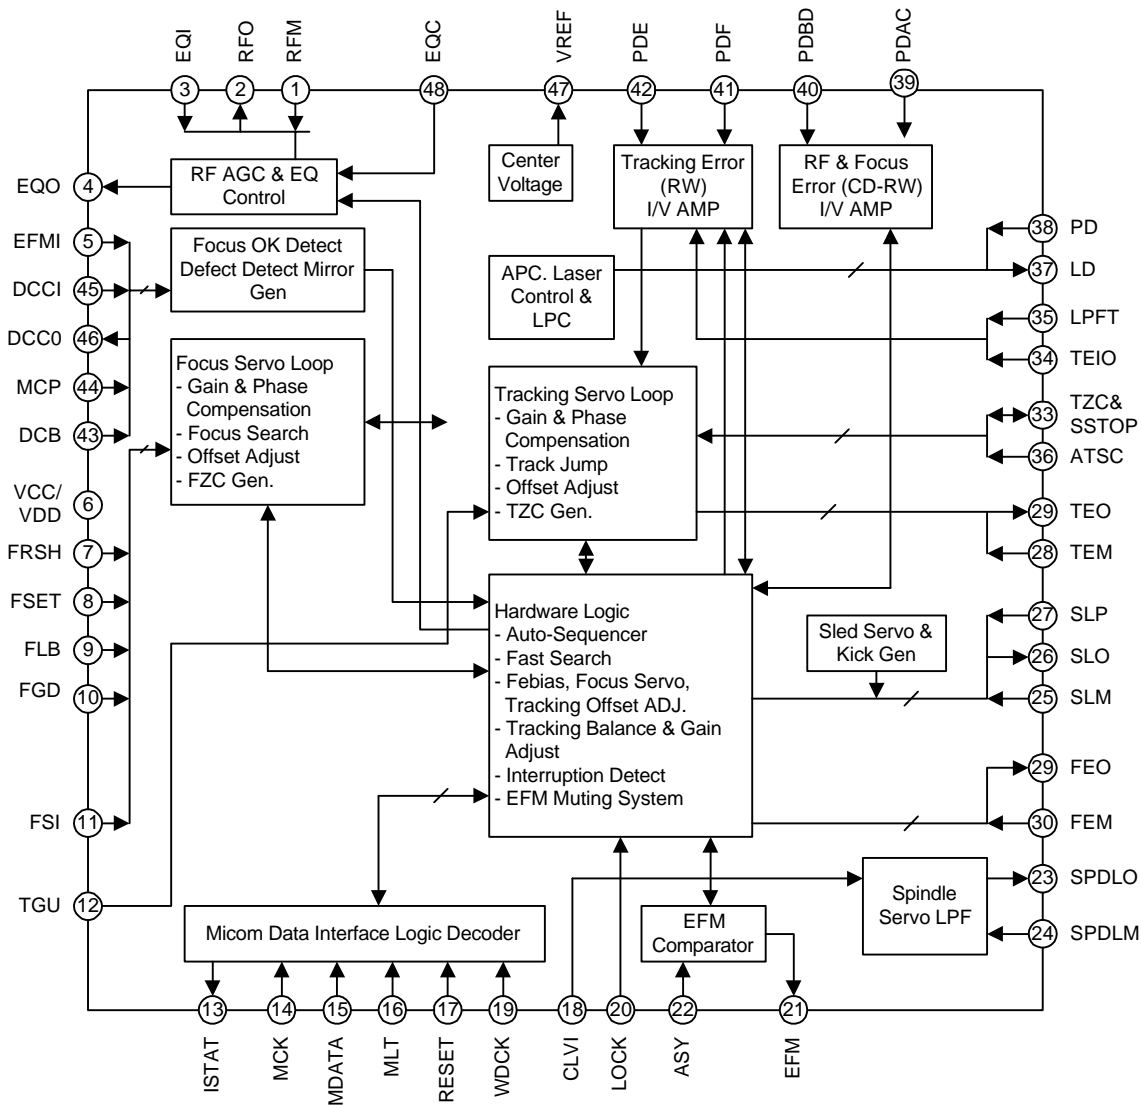 EQI
RFO
RFM
EQC
VREF
PDE
PDF
PDBD
PDAC
3
2
1
48
47
42
41
40
39
RF AGC & EQ
Control
Center
Voltage
Tracking Error
(RW)
I/V AMP
RF & Focus
Error (CD-RW)
I/V AMP
EQO
4
EFMI
5
DCCI
45
DCC0
46
MCP
44
DCB
43
VCC/
VDD
6
FRSH
7
FSET
8
FLB
9
FGD
10
FSI
11
TGU
12
Focus OK Detect
Defect Detect Mirror
Gen
APC. Laser
Control &
LPC
Focus Servo Loop
- Gain & Phase
Compensation
- Focus Search
- Offset Adjust
- FZC Gen.
Tracking Servo Loop
- Gain & Phase
Compensation
- Track Jump
- Offset Adjust
- TZC Gen.
Hardware Logic
- Auto-Sequencer
- Fast Search
- Febias, Focus Servo,
Tracking Offset ADJ.
- Tracking Balance & Gain
Adjust
- Interruption Detect
- EFM Muting System
Sled Servo &
Kick Gen
Micom Data Interface Logic Decoder
EFM
Comparator
Spindle
Servo LPF
38
PD
37
LD
35
LPFT
34
TEIO
33
TZC&
SSTOP
36
ATSC
29
TEO
28
TEM
27
SLP
26
SLO
25
SLM
29
FEO
30
FEM
23
SPDLO
24
SPDLM
13
14
15
16
17
19
18
20
22
21
ISTAT
MCK
MDATA
MLT
RESET
WDCK
CLVI
LOCK
ASY
EFM